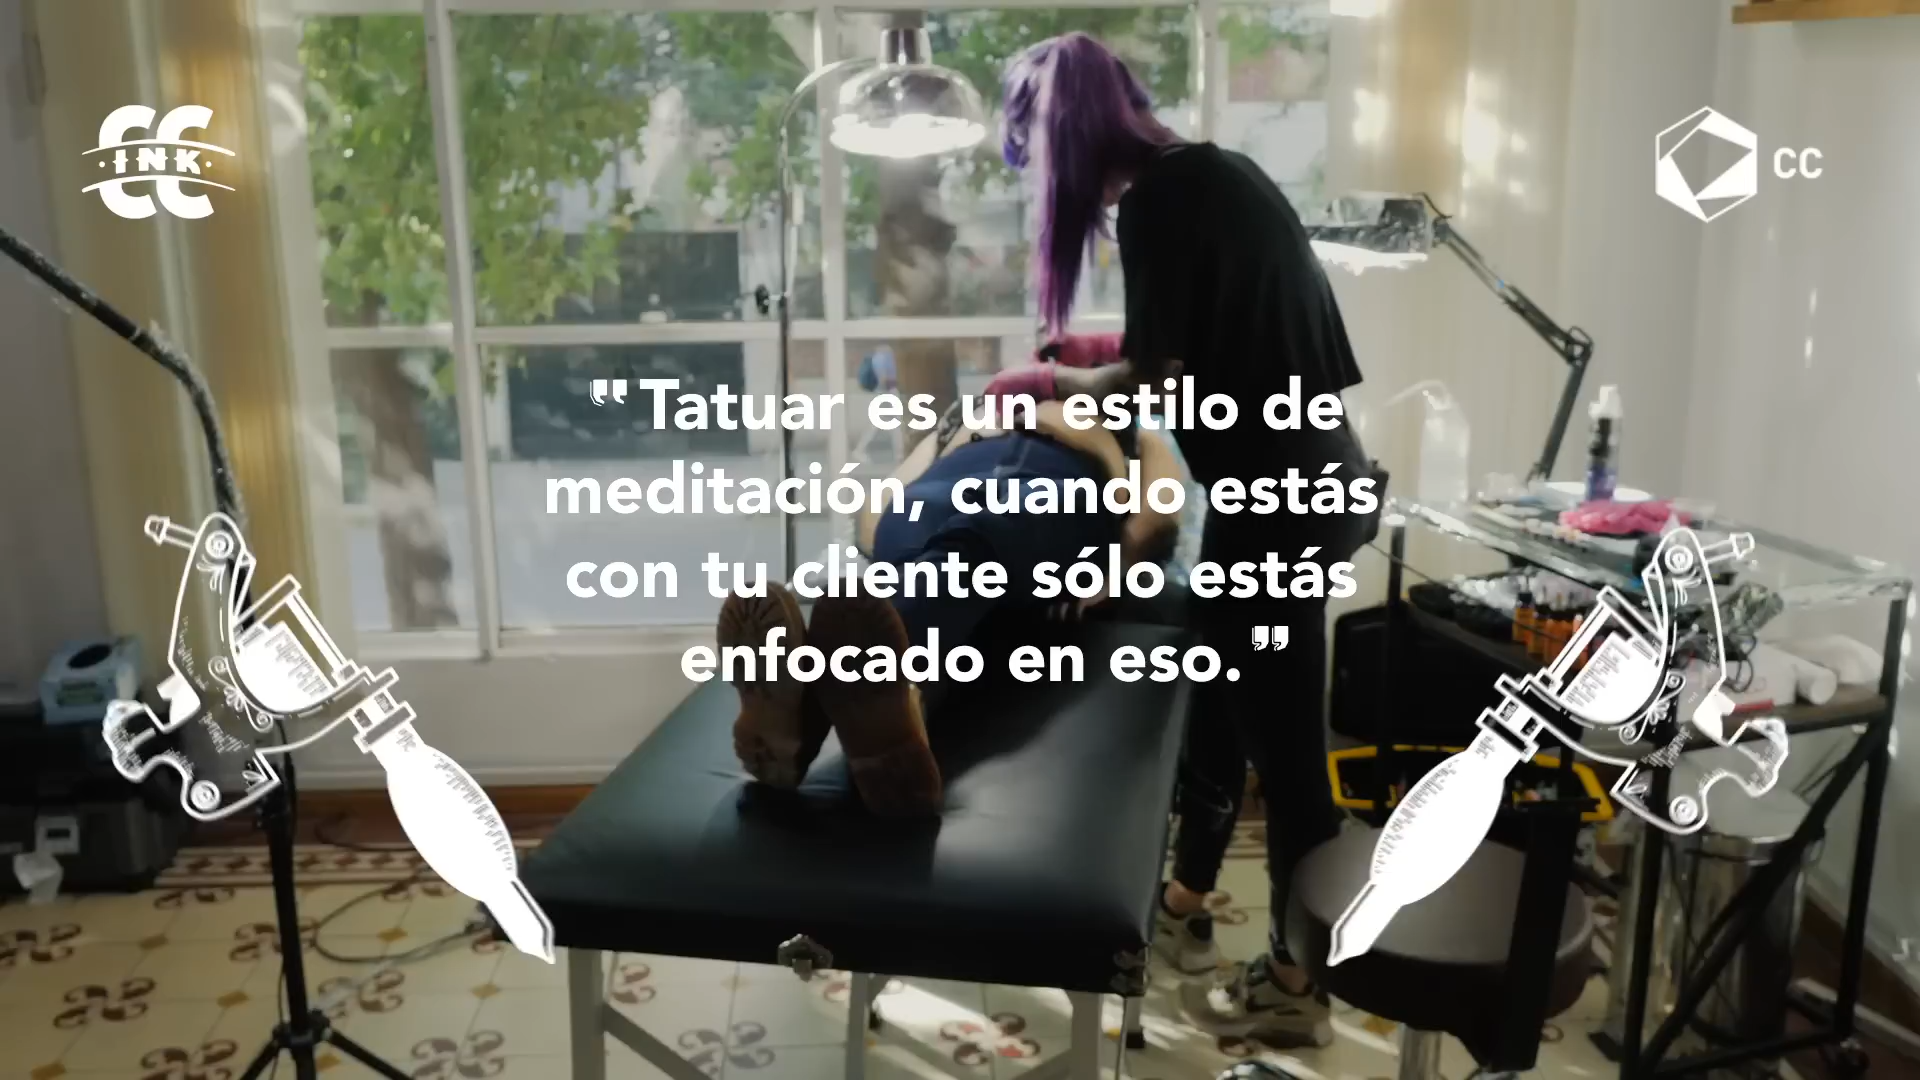 CC
INK
CC
"Tatuar es un estilo de
meditación, cuando estás
con tu cliente sólo estás
enfocado en eso."